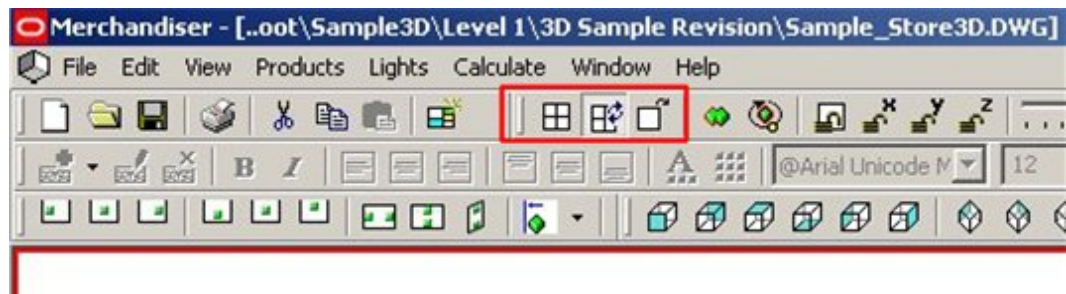 Merchandiser - [..oot\Sample3D\Level 1\3D Sample Revision\Sample_Store3D.DWG]
File Edit View Products Lights Calculate Window Help
x y z
B I A @Arial Unicode M 12